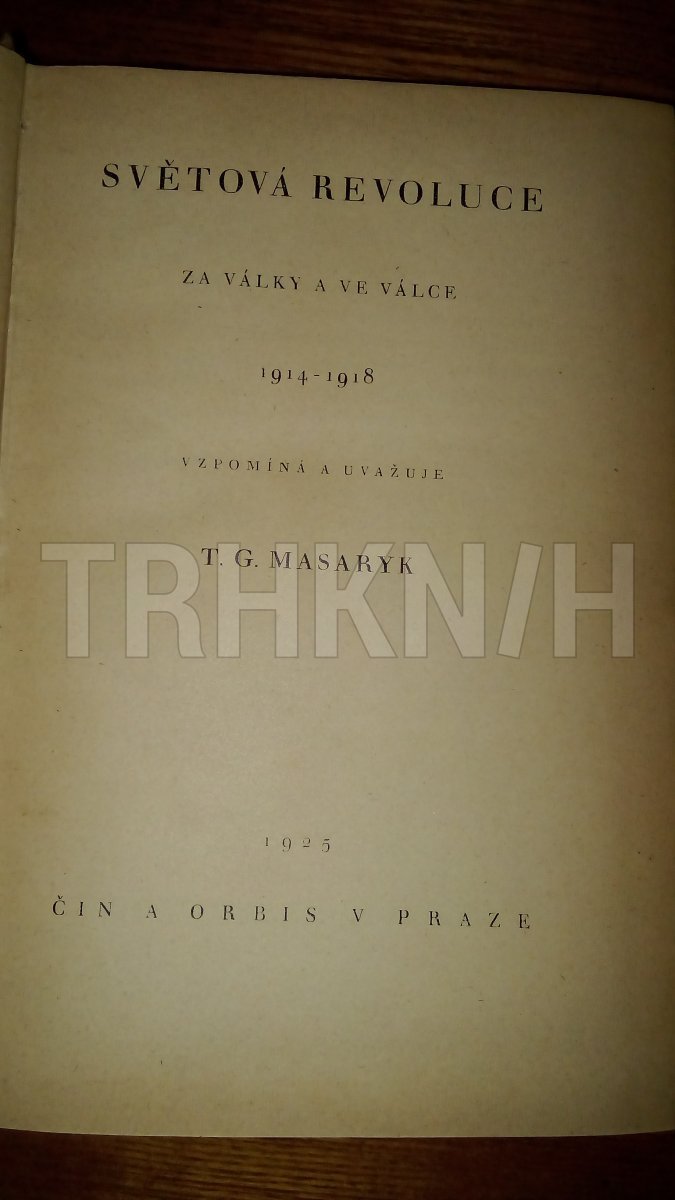 SVĚTOVÁ REVOLUCE
ZA VÁLKY A VE VÁLCE
1914-1918
VZPOMÍNÁ A UVAŽUJE
T. G. MASARYK
TRHKNIH
1925
ČIN A ORBIS V PRAZE